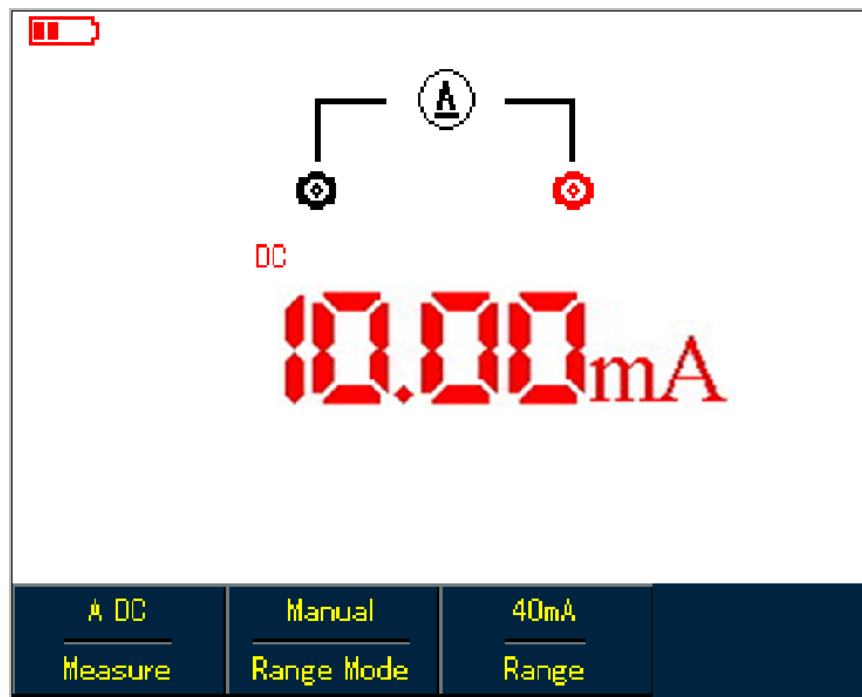 A
DC
10.00mA
A DC
Manual
40mA
Measure
Range Mode
Range